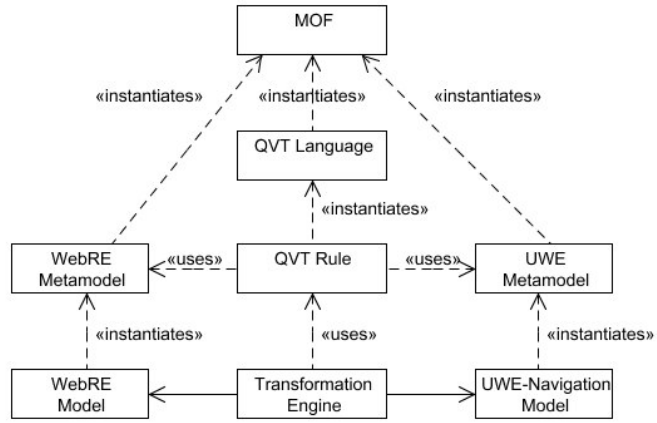 MOF
«instantiates»
«instantiates»
«instantiates»
QVT Language
«instantiates»
WebRE
Metamodel
«uses»
QVT Rule
«uses»
UWE
Metamodel
«instantiates»
«uses»
«instantiates»
WebRE
Model
Transformation
Engine
UWE-Navigation
Model